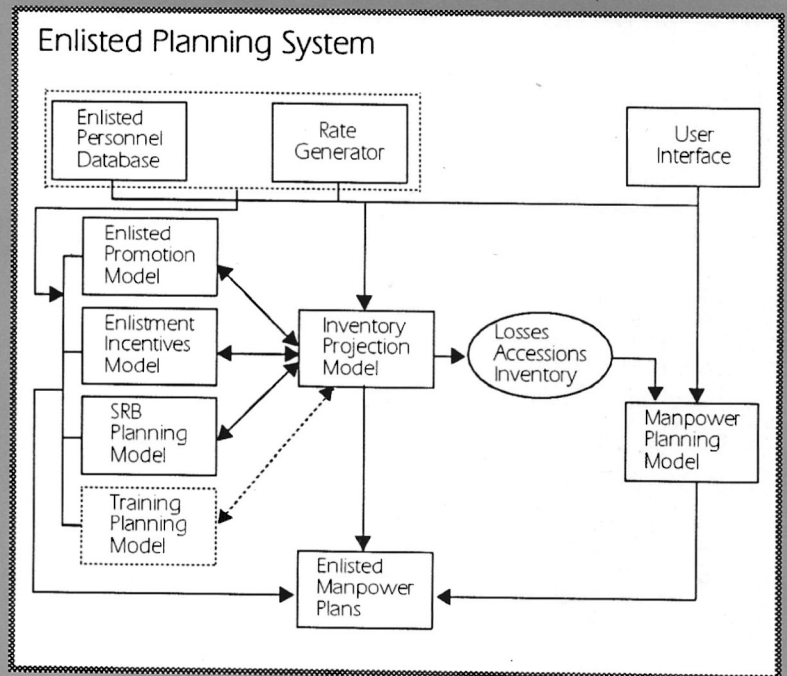 Enlisted Planning System
Enlisted
Personnel
Database
Rate
Generator
User
Interface
Enlisted
Promotion
Model
Enlistment
Incentives
Model
SRB
Planning
Model
Training
Planning
Model
Inventory
Projection
Model
Losses
Accessions
Inventory
Manpower
Planning
Model
Enlisted
Manpower
Plans